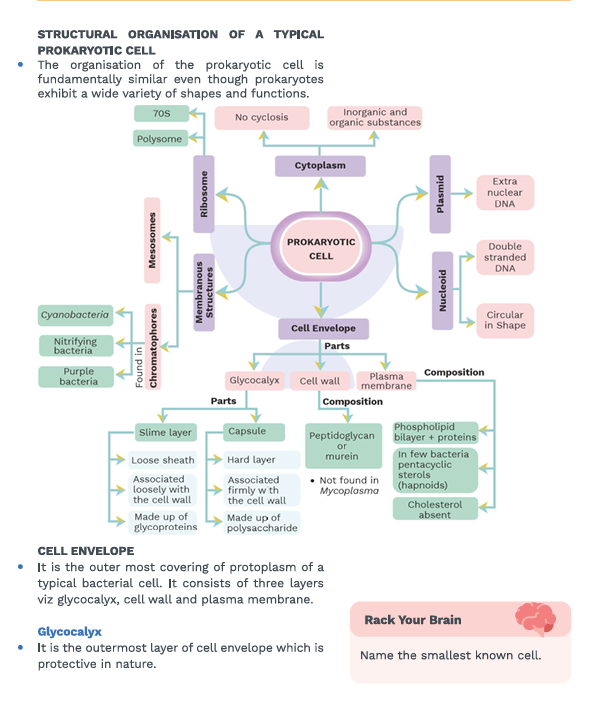 STRUCTURAL ORGANISATION OF A TYPICAL
PROKARYOTIC CELL
• The organisation of the prokaryotic cell is
fundamentally similar even though prokaryotes
exhibit a wide variety of shapes and functions.
70S
Polysome
No cyclosis
Inorganic and
organic substances
Cytoplasm
Ribosome
Plasmid
Extra
nuclear
DNA
Mesosomes
PROKARYOTIC
CELL
Membranous
Structures
Nucleoid
Double
stranded
DNA
Circular
in Shape
Cyanobacteria
Nitrifying
bacteria
Purple
bacteria
Found in
Chromatophores
Cell Envelope
Parts
Glycocalyx
Cell wall
Plasma
membrane
Composition
Parts
Composition
Slime layer
Capsule
Peptidoglycan
or
murein
Phospholipid
bilayer + proteins
Loose sheath
Hard layer
In few bacteria
pentacyclic
sterols
(hapnoids)
Associated
loosely with
the cell wall
Associated
firmly with
the cell wall
• Not found in
Mycoplasma
Cholesterol
absent
Made up of
glycoproteins
Made up of
polysaccharide
CELL ENVELOPE
• It is the outer most covering of protoplasm of a
typical bacterial cell. It consists of three layers
viz glycocalyx, cell wall and plasma membrane.
Glycocalyx
• It is the outermost layer of cell envelope which is
protective in nature.
Rack Your Brain
Name the smallest known cell.